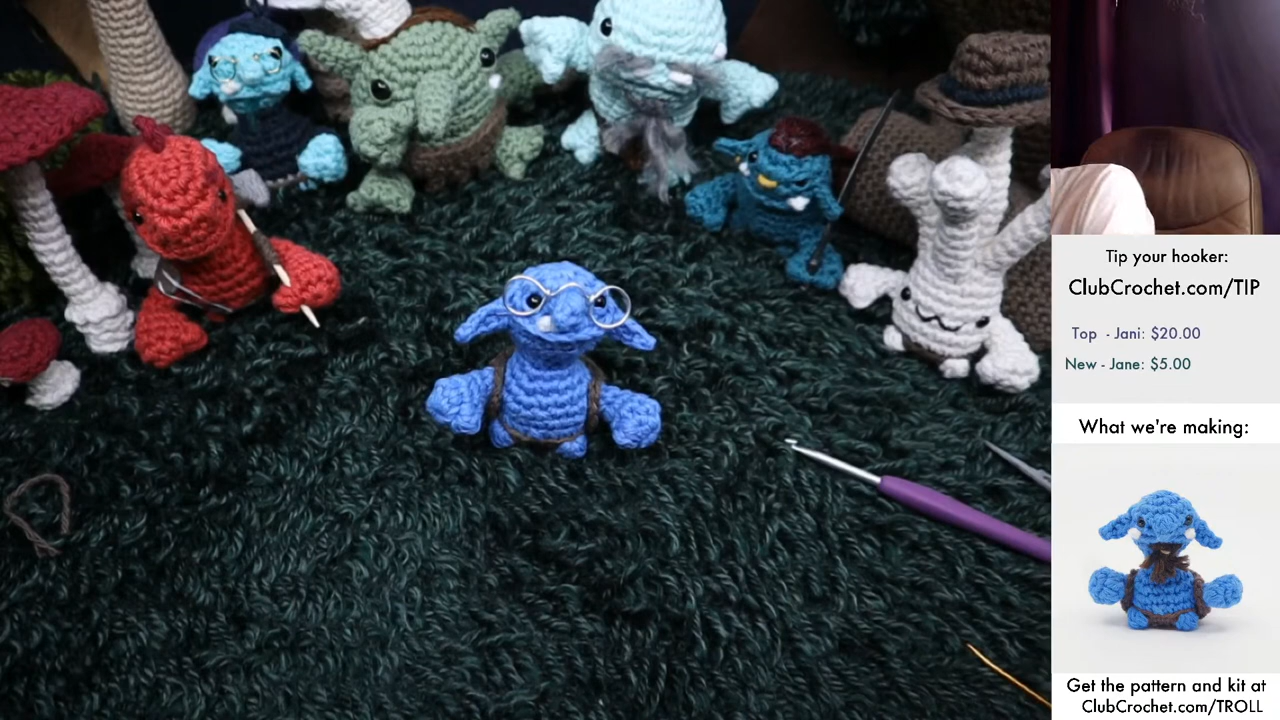 Tip your hooker:
ClubCrochet.com/TIP
Top - Jani: $20.00
New - Jane: $5.00
What we're making:
Get the pattern and kit at
ClubCrochet.com/TROLL